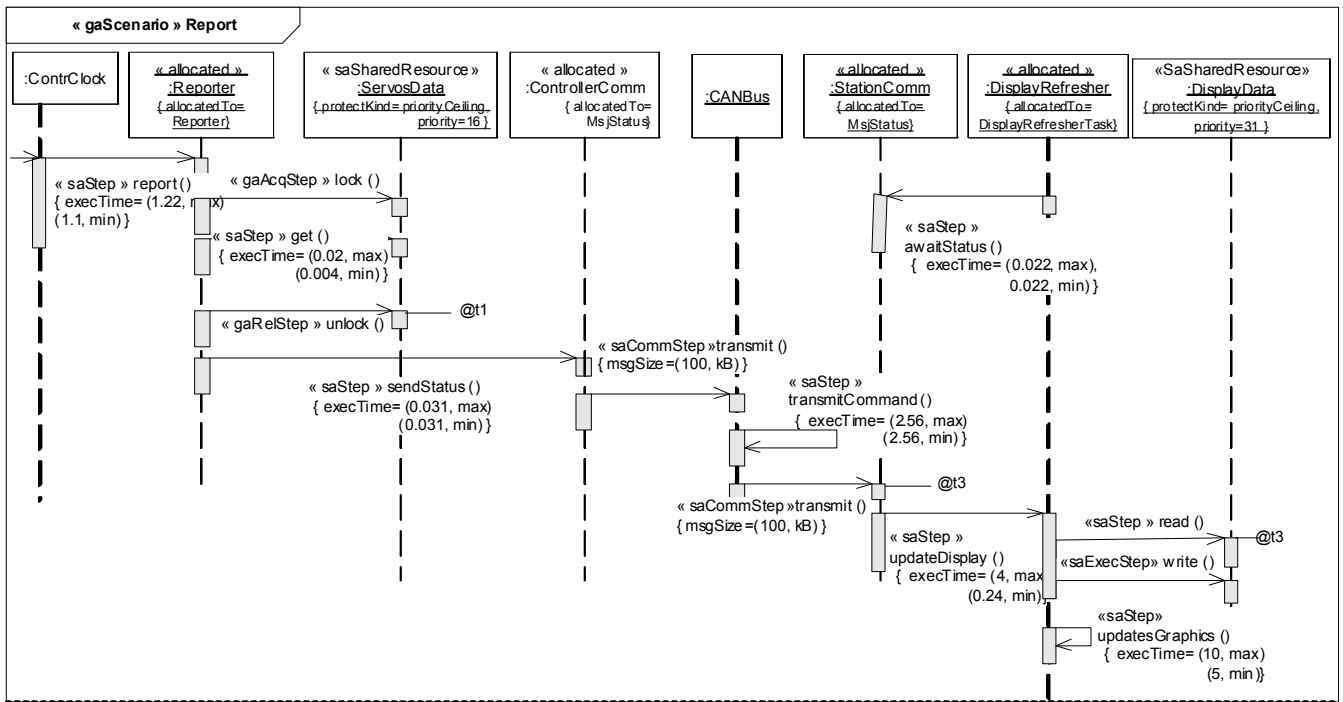 « gaScenario » Report
:ContrClock
« allocated »
:Reporter
{ allocatedTo=
Reporter}
« saSharedResource »
:ServosData
{ protectKind= priorityCeiling,
priority=16 }
« allocated »
:ControllerComm
{ allocatedTo=
MsjStatus}
:CANBus
« allocated »
:StationComm
{ allocatedTo=
MsjStatus}
« allocated »
:DisplayRefresher
{ allocatedTo=
DisplayRefresherTask}
«SaSharedResource»
:DisplayData
{ protectKind= priorityCeiling,
priority=31 }
« saStep » report()
{ execTime= (1.22, max)
(1.1, min) }
« gaAcqStep » lock ()
« saStep » get ()
{ execTime= (0.02, max)
(0.004, min) }
« saStep »
awaitStatus ()
{ execTime= (0.022, max),
0.022, min) }
@t1
« gaRelStep » unlock ()
« saCommStep »transmit ()
{ msgSize =(100, kB) }
« saStep » sendStatus ()
{ execTime= (0.031, max)
(0.031, min) }
« saStep »
transmitCommand ()
{ execTime= (2.56, max)
(2.56, min) }
@t3
« saCommStep »transmit ()
{ msgSize =(100, kB) }
« saStep »
updateDisplay ()
{ execTime= (4, max
(0.24, min)}
«saStep » read ()
@t3
«saExecStep» write ()
«saStep»
updatesGraphics ()
{ execTime= (10, max)
(5, min)}